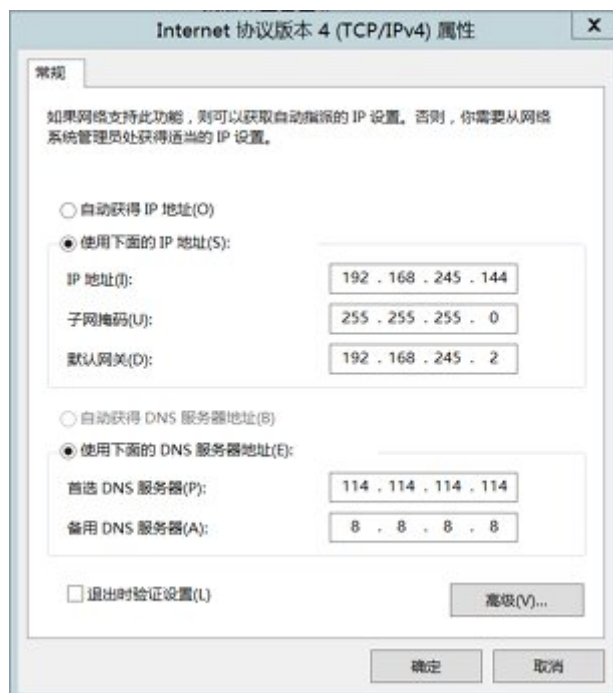 Internet 协议版本 4 (TCP/IPv4) 属性
x
常规
如果网络支持此功能，则可以获取自动指派的 IP 设置。否则，你需要从网络
系统管理员处获得适当的 IP 设置。
自动获得 IP 地址(O)
使用下面的 IP 地址(S):
IP 地址(I): 192 . 168 . 245 . 144
子网掩码(U): 255 . 255 . 255 . 0
默认网关(D): 192 . 168 . 245 . 2
自动获得 DNS 服务器地址(B)
使用下面的 DNS 服务器地址(E):
首选 DNS 服务器(P): 114 . 114 . 114 . 114
备用 DNS 服务器(A): 8 . 8 . 8 . 8
退出时验证设置(L)
高级(V)...
确定 取消